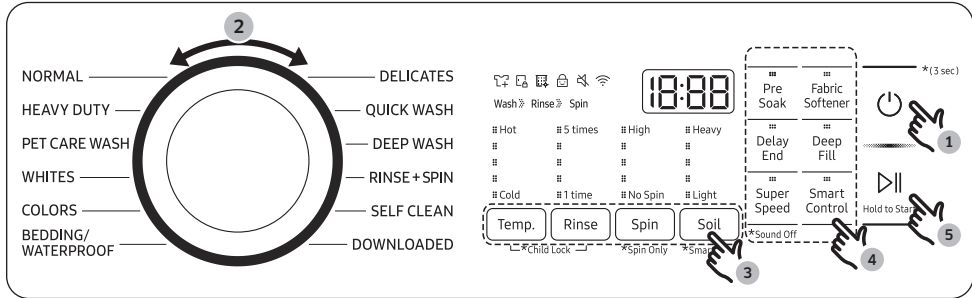 2
NORMAL
HEAVY DUTY
PET CARE WASH
WHITES
COLORS
BEDDING/
WATERPROOF
DELICATES
QUICK WASH
DEEP WASH
RINSE+SPIN
SELF CLEAN
DOWNLOADED
Wash Rinse Spin
18:88
Hot 5 times High Heavy
Cold 1 time No Spin Light
Temp. Rinse Spin Soil
*Child Lock *Spin Only
3
Pre
Soak
Fabric
Softener
Delay
End
Deep
Fill
Super
Speed
Smart
Control
*Sound Off
4
*(3 sec)
1
Hold to Start
5